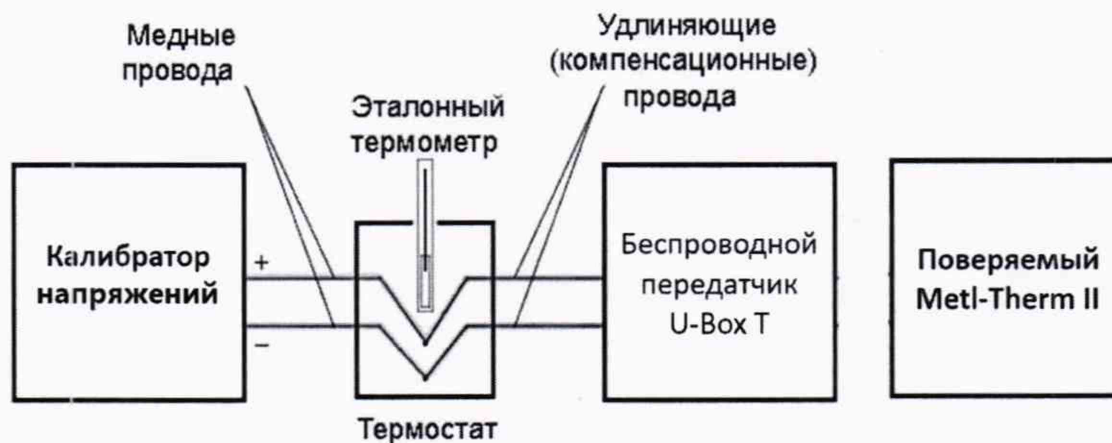 Медные
провода
Удлиняющие
(компенсационные)
провода
Эталонный
термометр
Калибратор
напряжений
+
−
Беспроводной
передатчик
U-Box T
Поверяемый
Metl-Therm II
Термостат